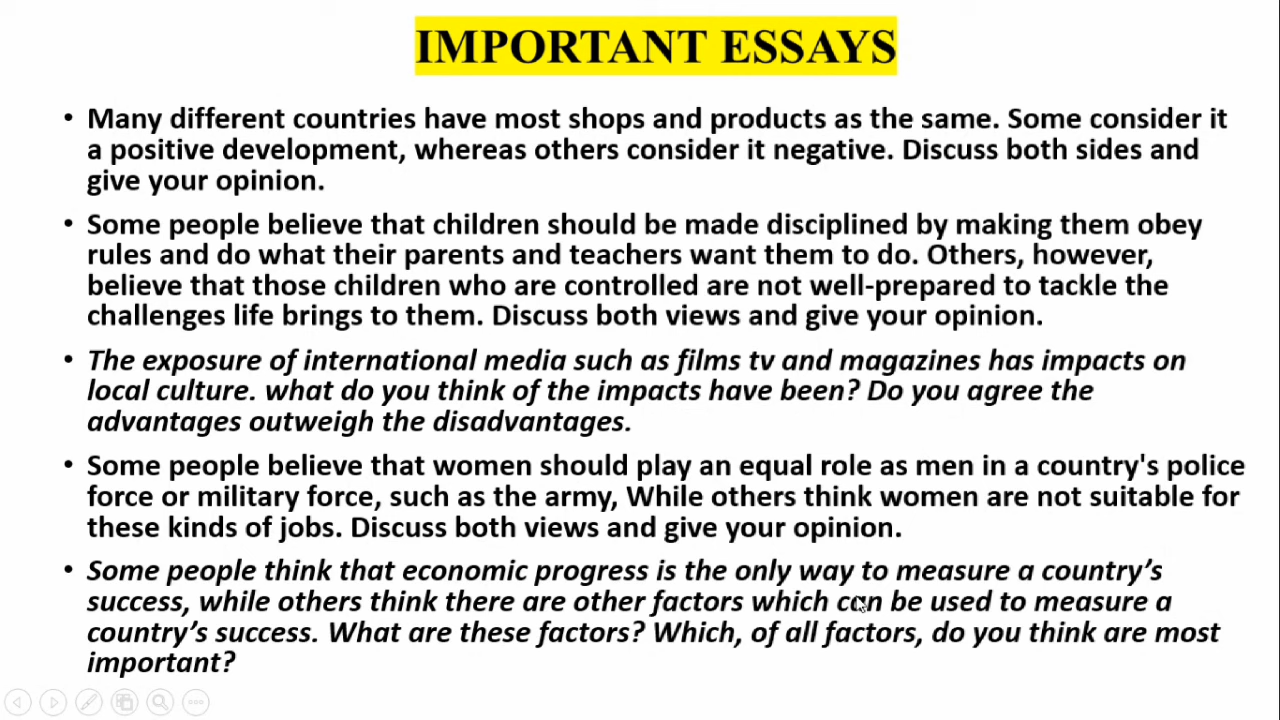 IMPORTANT ESSAYS
• Many different countries have most shops and products as the same. Some consider it
a positive development, whereas others consider it negative. Discuss both sides and
give your opinion.
• Some people believe that children should be made disciplined by making them obey
rules and do what their parents and teachers want them to do. Others, however,
believe that those children who are controlled are not well-prepared to tackle the
challenges life brings to them. Discuss both views and give your opinion.
• The exposure of international media such as films tv and magazines has impacts on
local culture. what do you think of the impacts have been? Do you agree the
advantages outweigh the disadvantages.
• Some people believe that women should play an equal role as men in a country's police
force or military force, such as the army, While others think women are not suitable for
these kinds of jobs. Discuss both views and give your opinion.
• Some people think that economic progress is the only way to measure a country’s
success, while others think there are other factors which can be used to measure a
country’s success. What are these factors? Which, of all factors, do you think are most
important?